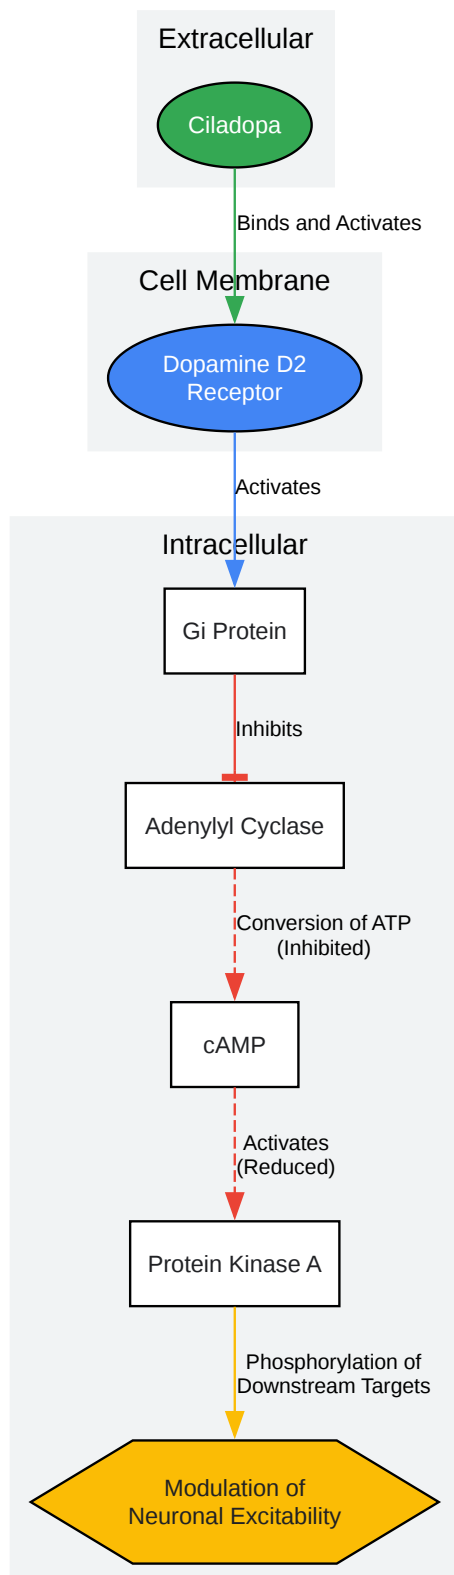 Extracellular
Ciladopa
Binds and Activates
Cell Membrane
Dopamine D2
Receptor
Activates
Intracellular
Gi Protein
Inhibits
Adenylyl Cyclase
Conversion of ATP
(Inhibited)
cAMP
Activates
(Reduced)
Protein Kinase A
Phosphorylation of
Downstream Targets
Modulation of
Neuronal Excitability